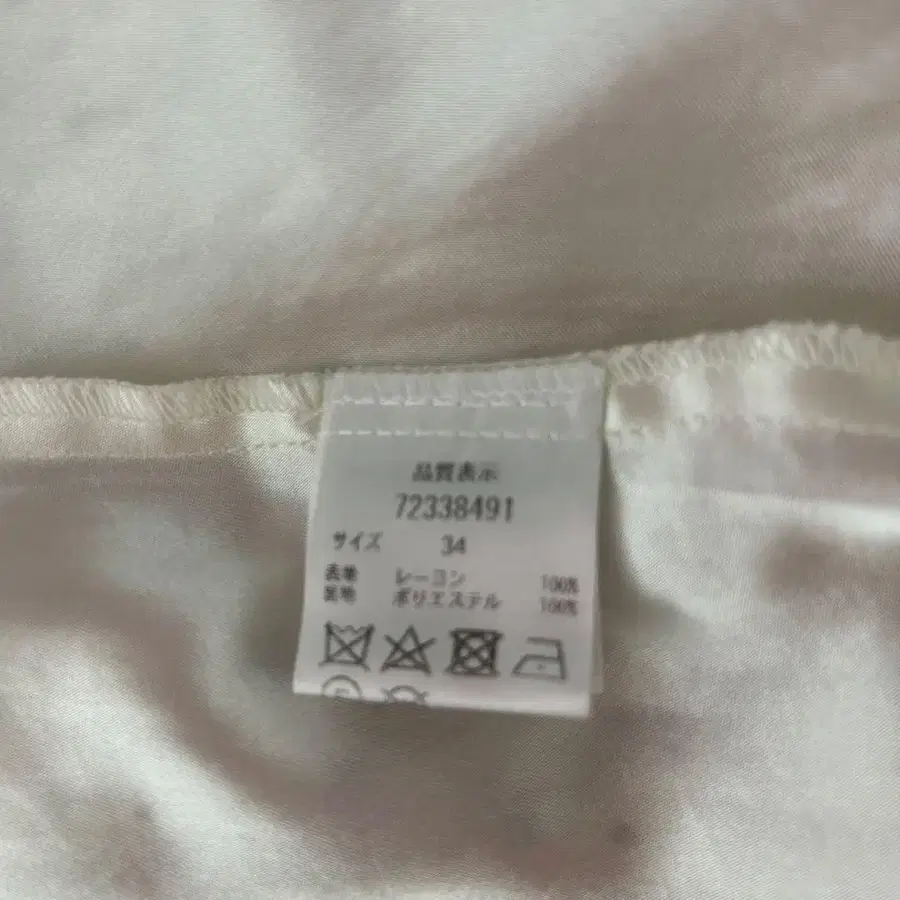 品質表示
72338491
サイズ 34
表地 レーヨン 100%
裏地 ポリエステル 100%